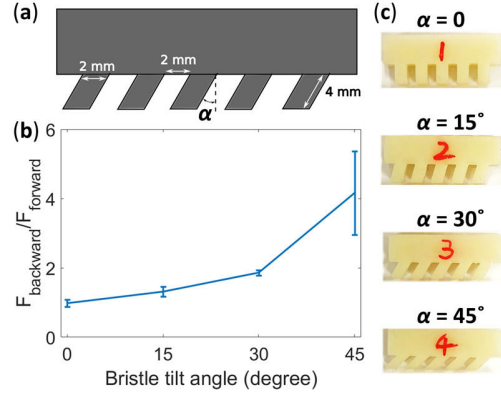 (a)
2 mm
2 mm
4 mm
α
(b)
F_backward/F_forward
6
4
2
0
0
15
30
45
Bristle tilt angle (degree)
(c)
α = 0
1
α = 15°
2
α = 30°
3
α = 45°
4